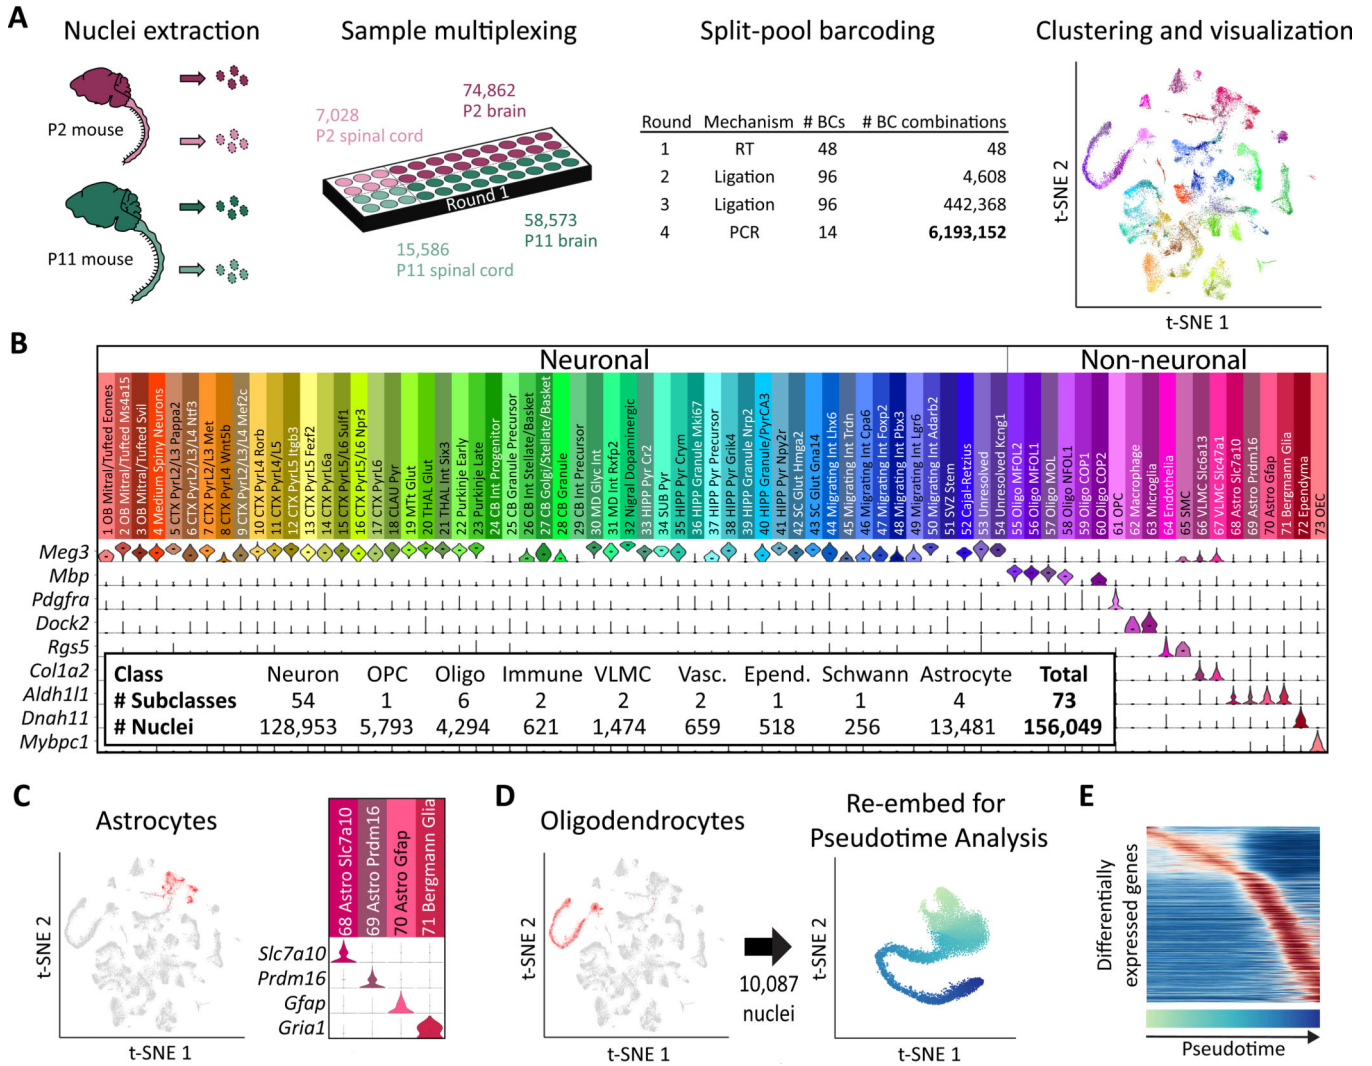 A
Nuclei extraction
P2 mouse
P11 mouse
Sample multiplexing
74,862
P2 brain
7,028
P2 spinal cord
Round 1
58,573
P11 brain
15,586
P11 spinal cord
Split-pool barcoding
Round Mechanism # BCs # BC combinations
1 RT 48 48
2 Ligation 96 4,608
3 Ligation 96 442,368
4 PCR 14 6,193,152
Clustering and visualization
t-SNE 2
t-SNE 1
B
Neuronal
Non-neuronal
1 OB Mitral/Tufted Eomes
2 OB Mitral/Tufted Ms4a15
3 OB Mitral/Tufted Svil
4 Medium Spiny Neurons
5 CTX PyrL2/L3 Pappa2
6 CTX PyrL2/L3/L4 Ntf3
7 CTX PyrL2/L3 Met
8 CTX PyrL4 Wnt5b
9 CTX PyrL2/L3/L4 Mef2c
10 CTX PyrL4 Rorb
11 CTX PyrL4/L5
12 CTX PyrL5 Itgb3
13 CTX PyrL5 Fezf2
14 CTX PyrL6a
15 CTX PyrL5/L6 Sulf1
16 CTX PyrL5/L6 Npr3
17 CTX PyrL6
18 CLAU Pyr
19 MTt Glut
20 THAL Glut
21 THAL Int Six3
22 Purkinje Early
23 Purkinje Late
24 CB Int Progenitor
25 CB Granule Precursor
26 CB Int Stellate/Basket
27 CB Golgi/Stellate/Basket
28 CB Granule
29 CB Int Precursor
30 MD Glyc Int
31 MD Int Rxfp2
32 Nigral Dopaminergic
33 HIPP Pyr Cr2
34 SUB Pyr
35 HIPP Pyr Crym
36 HIPP Granule Mki67
37 HIPP Pyr Precursor
38 HIPP Pyr Grik4
39 HIPP Granule Nrp2
40 HIPP Granule/PyrCA3
41 HIPP Pyr Npy2r
42 SC Glut Hmga2
43 SC Glut Gna14
44 Migrating Int Lhx6
45 Migrating Int Trdn
46 Migrating Int Cpa6
47 Migrating Int Foxp2
48 Migrating Int Pbx3
49 Migrating Int Lgr6
50 Migrating Int Adarb2
51 SVZ Stem
52 Cajal-Retzius
53 Unresolved
54 Unresolved Kcng1
55 Oligo MFOL2
56 Oligo MFOL1
57 Oligo MOL
58 Oligo NFOL1
59 Oligo COP1
60 Oligo COP2
61 OPC
62 Macrophage
63 Microglia
64 Endothelia
65 SMC
66 VLMC Slc6a13
67 VLMC Slc47a1
68 Astro Slc7a10
69 Astro Prdm16
70 Astro Gfap
71 Bergmann Glia
72 Ependyma
73 OEC
Meg3
Mbp
Pdgfra
Dock2
Rgs5
Col1a2
Aldh1l1
Dnah11
Mybpc1
Class Neuron OPC Oligo Immune VLMC Vasc. Epend. Schwann Astrocyte Total
# Subclasses 54 1 6 2 2 2 1 1 4 73
# Nuclei 128,953 5,793 4,294 621 1,474 659 518 256 13,481 156,049
C
Astrocytes
t-SNE 2
t-SNE 1
68 Astro Slc7a10
69 Astro Prdm16
70 Astro Gfap
71 Bergmann Glia
Slc7a10
Prdm16
Gfap
Gria1
D
Oligodendrocytes
t-SNE 2
t-SNE 1
10,087
nuclei
Re-embed for
Pseudotime Analysis
t-SNE 2
t-SNE 1
E
Differentially
expressed genes
Pseudotime